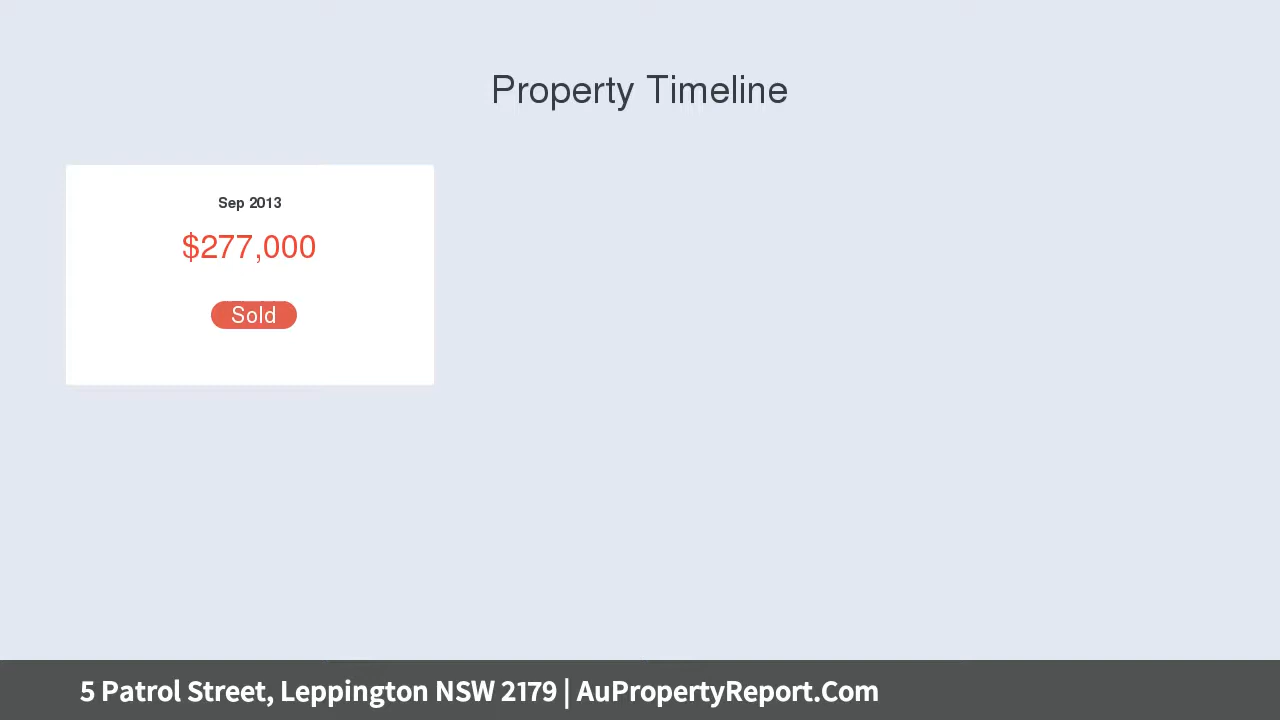 Property Timeline
Sep 2013
$277,000
Sold
5 Patrol Street, Leppington NSW 2179 | AuPropertyReport.Com